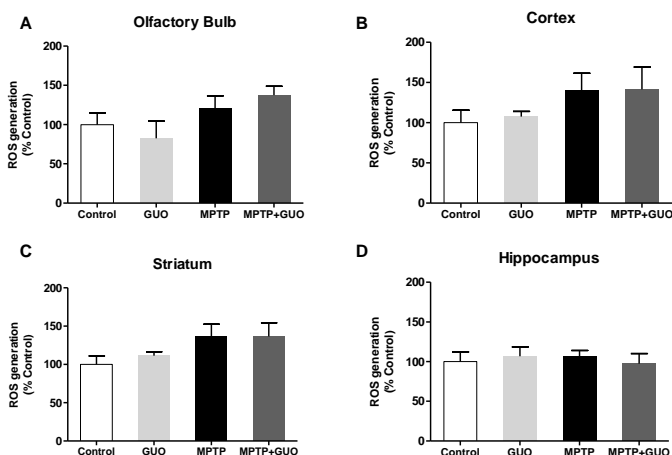 A
Olfactory Bulb
ROS generation
(% Control)
200
150
100
50
0
Control GUO MPTP MPTP+GUO
B
Cortex
ROS generation
(% Control)
200
150
100
50
0
Control GUO MPTP MPTP+GUO
C
Striatum
ROS generation
(% Control)
200
150
100
50
0
Control GUO MPTP MPTP+GUO
D
Hippocampus
ROS generation
(% Control)
200
150
100
50
0
Control GUO MPTP MPTP+GUO